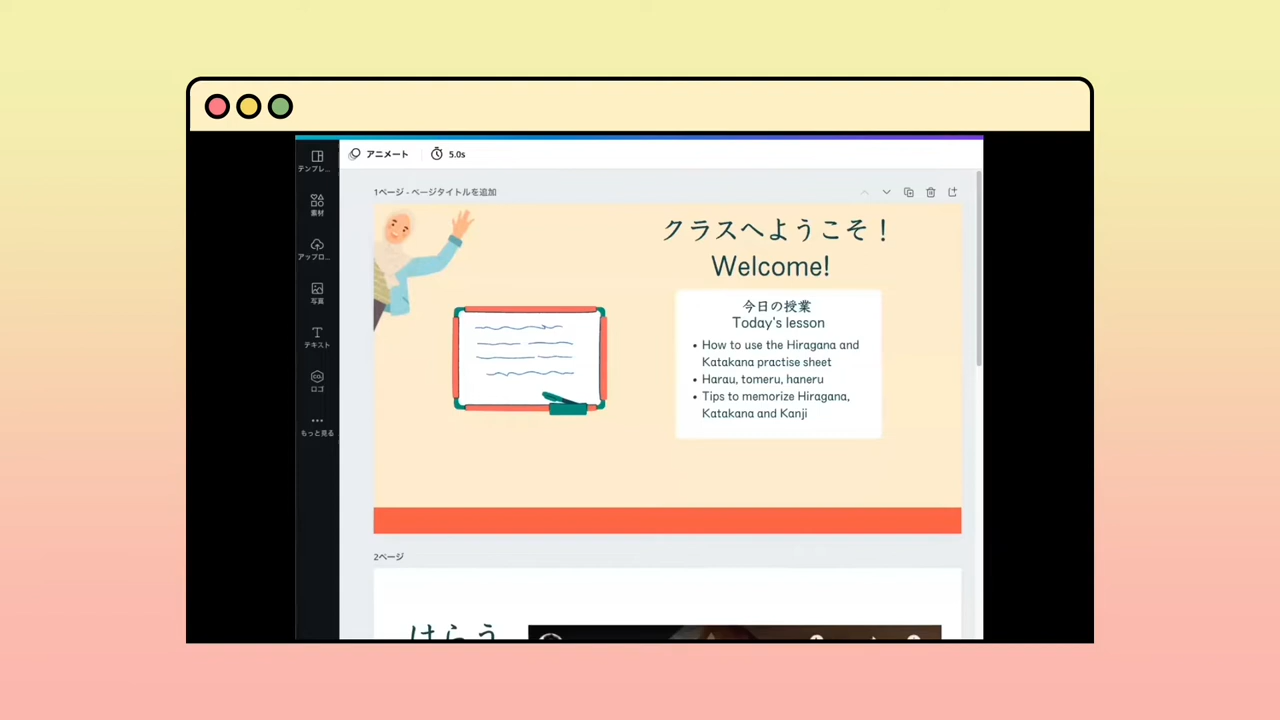 アニメート 5.0s
テンプレ...
素材
アップロ...
写真
テキスト
CO.
ロゴ
もっと見る
1ページ - ページタイトルを追加
クラスへようこそ！
Welcome!
今日の授業
Today's lesson
• How to use the Hiragana and
Katakana practise sheet
• Harau, tomeru, haneru
• Tips to memorize Hiragana,
Katakana and Kanji
2ページ
はらう